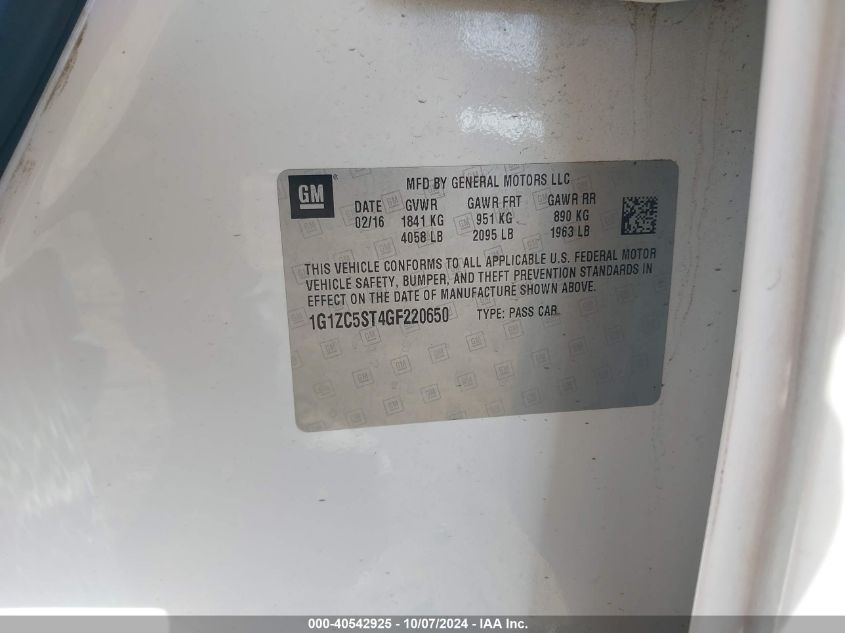 GM ®
MFD BY GENERAL MOTORS LLC
DATE GVWR GAWR FRT GAWR RR
02/16 1841 KG 951 KG 890 KG
4058 LB 2095 LB 1963 LB
THIS VEHICLE CONFORMS TO ALL APPLICABLE U.S. FEDERAL MOTOR
VEHICLE SAFETY, BUMPER, AND THEFT PREVENTION STANDARDS IN
EFFECT ON THE DATE OF MANUFACTURE SHOWN ABOVE.
1G1ZC5ST4GF220650 TYPE: PASS CAR
000-40542925 - 10/07/2024 - IAA Inc.